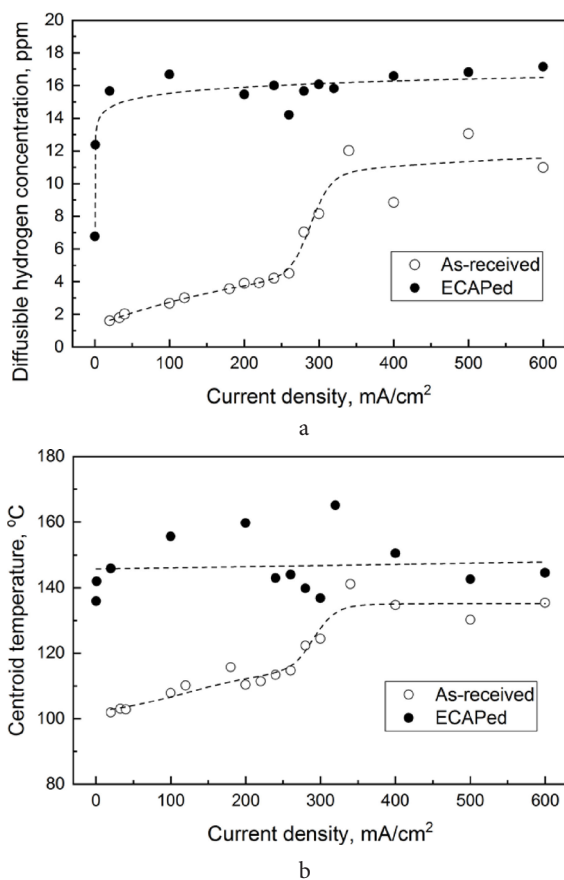 Diffusible hydrogen concentration, ppm
20
18
16
14
12
10
8
6
4
2
0
As-received
ECAPed
0 100 200 300 400 500 600
Current density, mA/cm²
a
Centroid temperature, ⁰C
180
160
140
120
100
80
As-received
ECAPed
0 100 200 300 400 500 600
Current density, mA/cm²
b